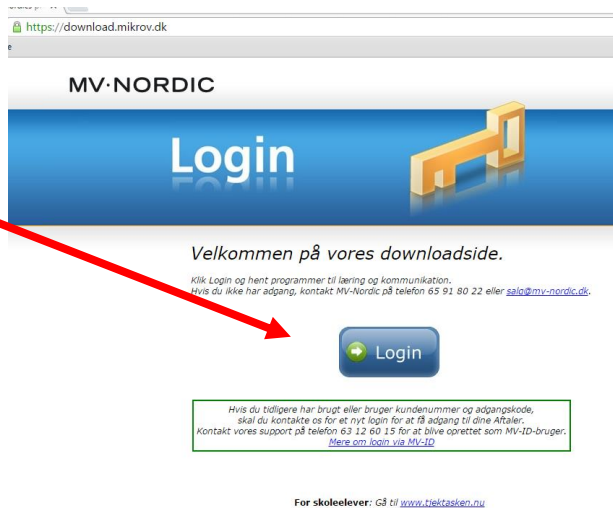 https://download.mikrov.dk
MV·NORDIC
Login
Velkommen på vores downloadside.
Klik Login og hent programmer til læring og kommunikation.
Hvis du ikke har adgang, kontakt MV-Nordic på telefon 65 91 80 22 eller salg@mv-nordic.dk.
Login
Hvis du tidligere har brugt eller bruger kundenummer og adgangskode,
skal du kontakte os for et nyt login for at få adgang til dine Aftaler.
Kontakt vores support på telefon 63 12 60 15 for at blive oprettet som MV-ID-bruger.
Mere om login via MV-ID
For skoleelever: Gå til www.tjektasken.nu